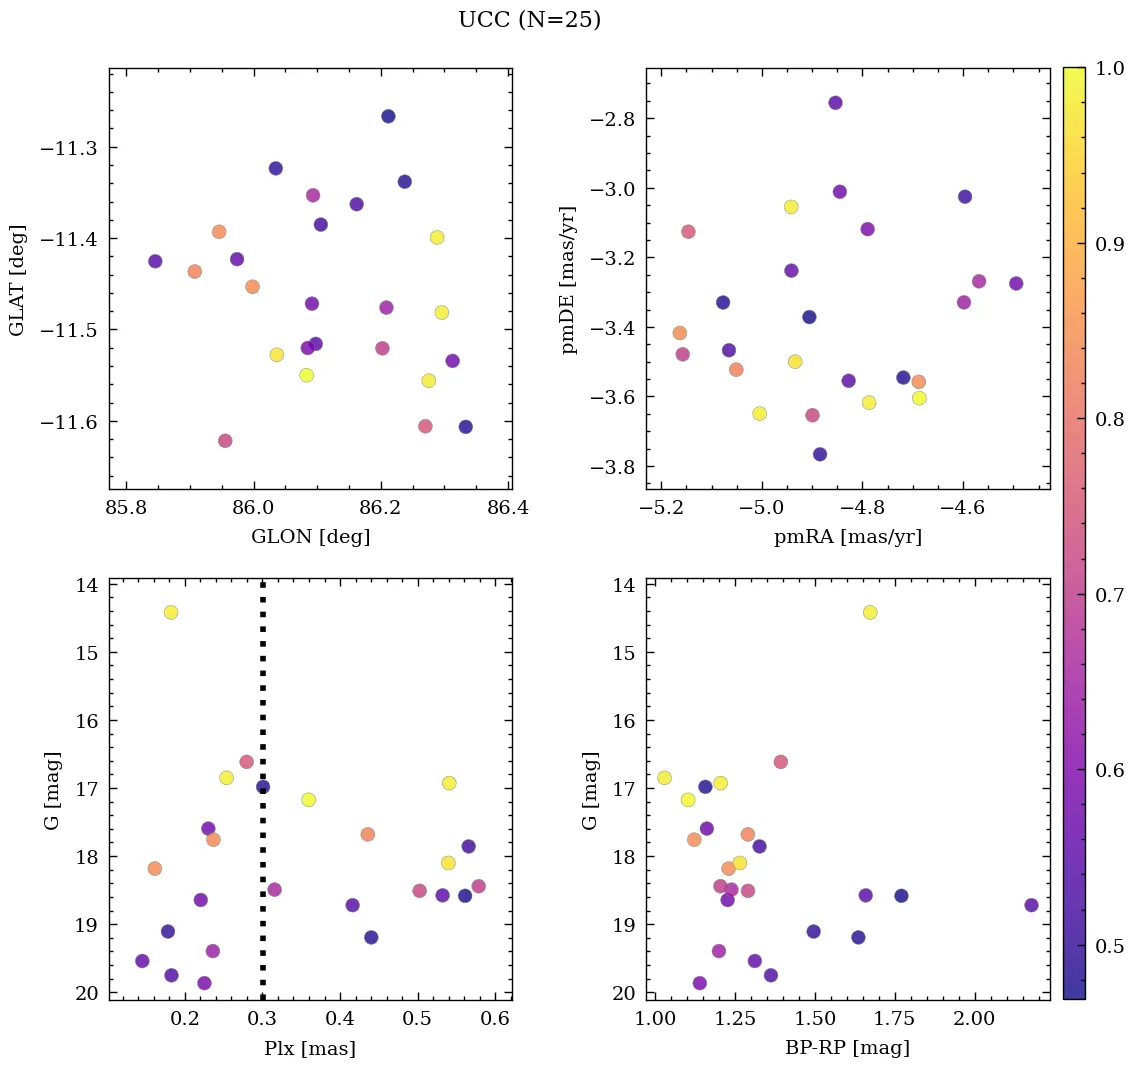 UCC (N=25)
−11.3
−11.4
−11.5
−11.6
GLAT [deg]
85.8 86.0 86.2 86.4
GLON [deg]
−2.8
−3.0
−3.2
−3.4
−3.6
−3.8
pmDE [mas/yr]
−5.2 −5.0 −4.8 −4.6
pmRA [mas/yr]
14
15
16
17
18
19
20
G [mag]
0.2 0.3 0.4 0.5 0.6
Plx [mas]
14
15
16
17
18
19
20
G [mag]
1.00 1.25 1.50 1.75 2.00
BP-RP [mag]
1.0
0.9
0.8
0.7
0.6
0.5